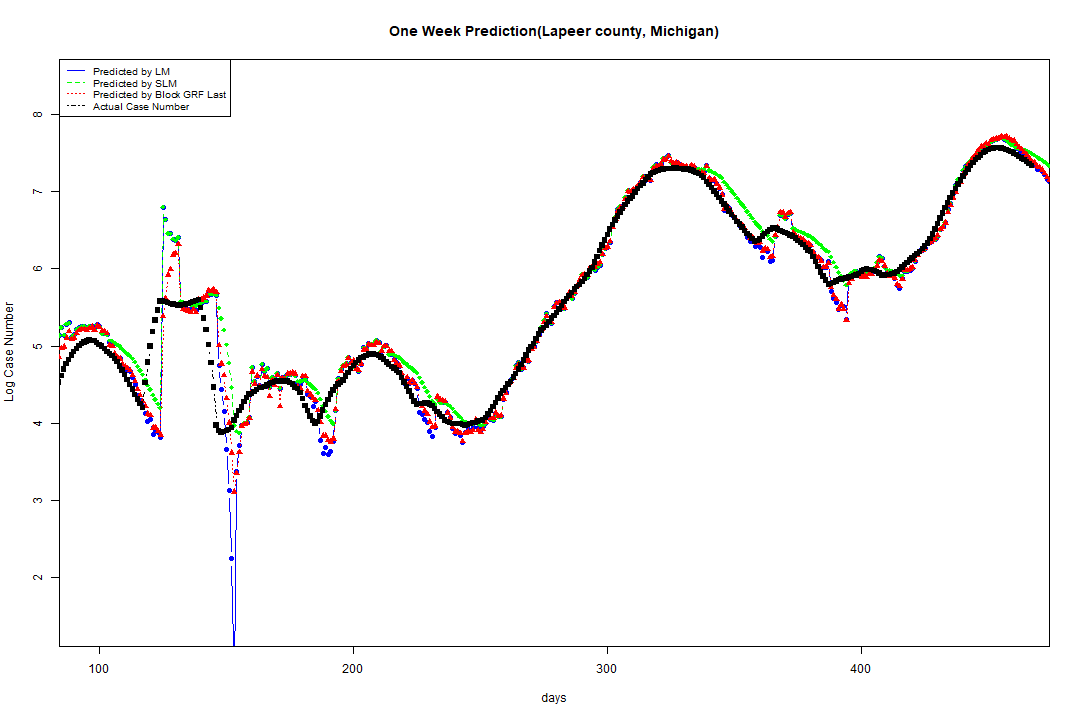 One Week Prediction(Lapeer county, Michigan)
Predicted by LM
Predicted by SLM
Predicted by Block GRF Last
Actual Case Number
8
7
6
5
4
3
2
Log Case Number
100 200 300 400
days